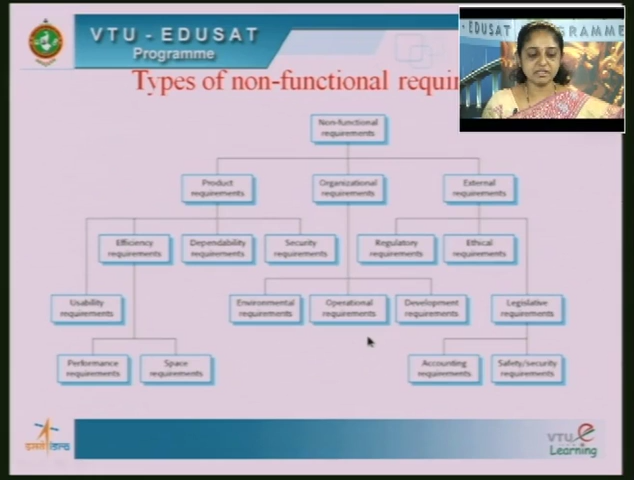 VTU - EDUSAT
Programme
EDUSAT
GRAMME
Types of non-functional requir
Non-functional
requirements
Product
requirements
Organizational
requirements
External
requirements
Efficiency
requirements
Dependability
requirements
Security
requirements
Regulatory
requirements
Ethical
requirements
Usability
requirements
Environmental
requirements
Operational
requirements
Development
requirements
Legislative
requirements
Performance
requirements
Space
requirements
Accounting
requirements
Safety/security
requirements
VTU e
Learning